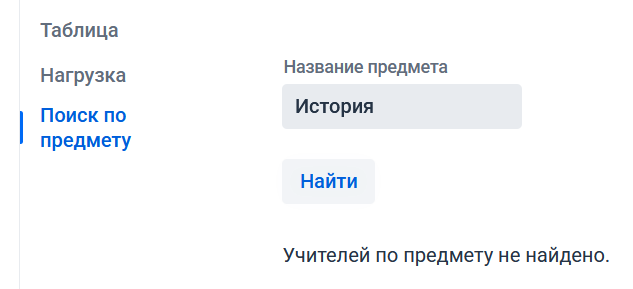 Таблица
Нагрузка
Поиск по
предмету
Название предмета
История
Найти
Учителей по предмету не найдено.